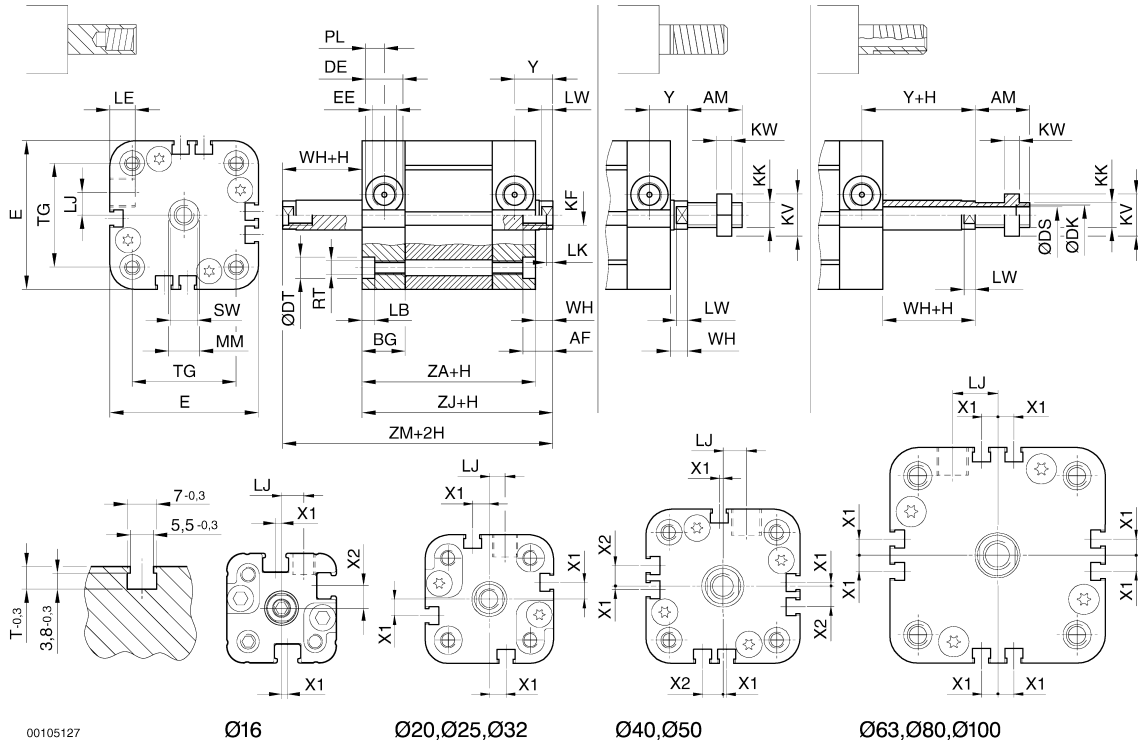 PL
DE
Y
Y
AM
Y+H
AM
LE
EE
LW
KW
KW
WH+H
KK
KV
E
TG
LJ
KF
KK
KV
ØDS
ØDK
LK
ØDT
RT
SW
LB
WH
LW
LW
MM
BG
AF
WH
WH+H
TG
ZA+H
E
ZJ+H
ZM+2H
LJ
X1
X1
LJ
X1
LJ
X1
LJ
X1
7-0,3
5,5-0,3
X1
X2
X1
X2
X1
X1
X2
X1
X1
X1
X1
T-0,3
3,8-0,3
X1
X1
X1
X2
X1
X1
X1
00105127
Ø16
Ø20,Ø25,Ø32
Ø40,Ø50
Ø63,Ø80,Ø100